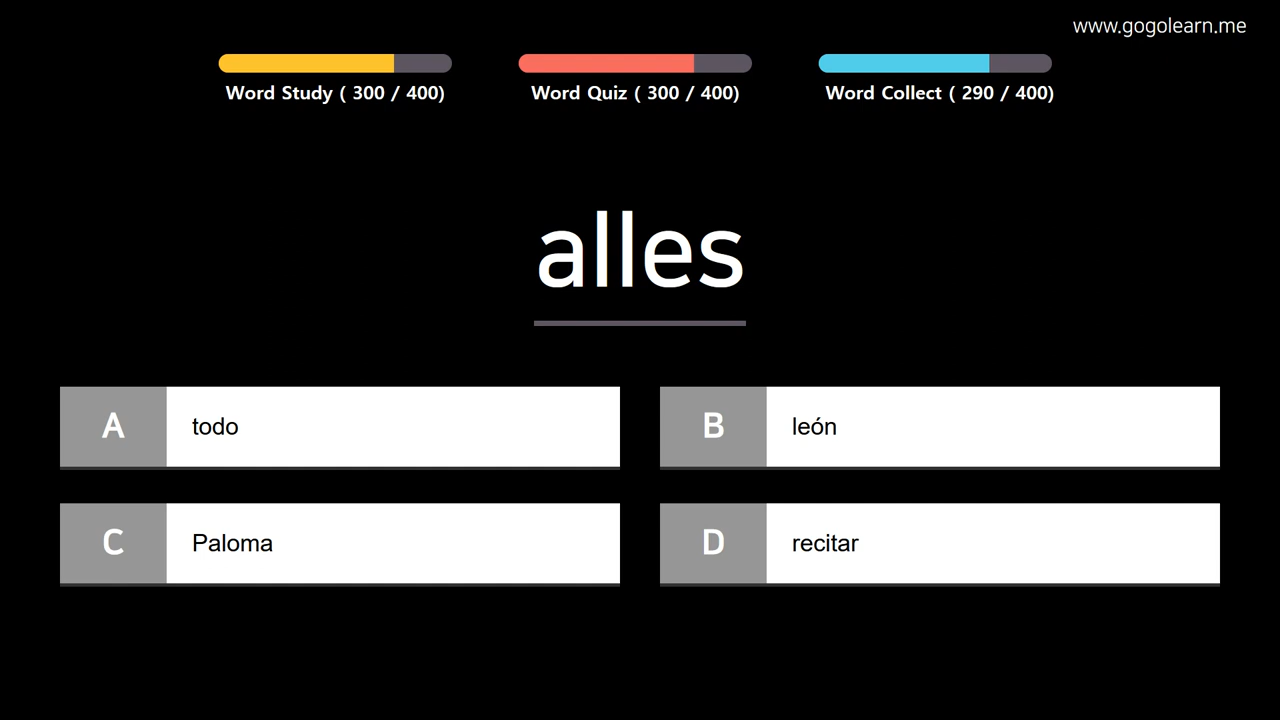 www.gogolearn.me
Word Study ( 300 / 400)
Word Quiz ( 300 / 400)
Word Collect ( 290 / 400)
alles
A
todo
B
león
C
Paloma
D
recitar